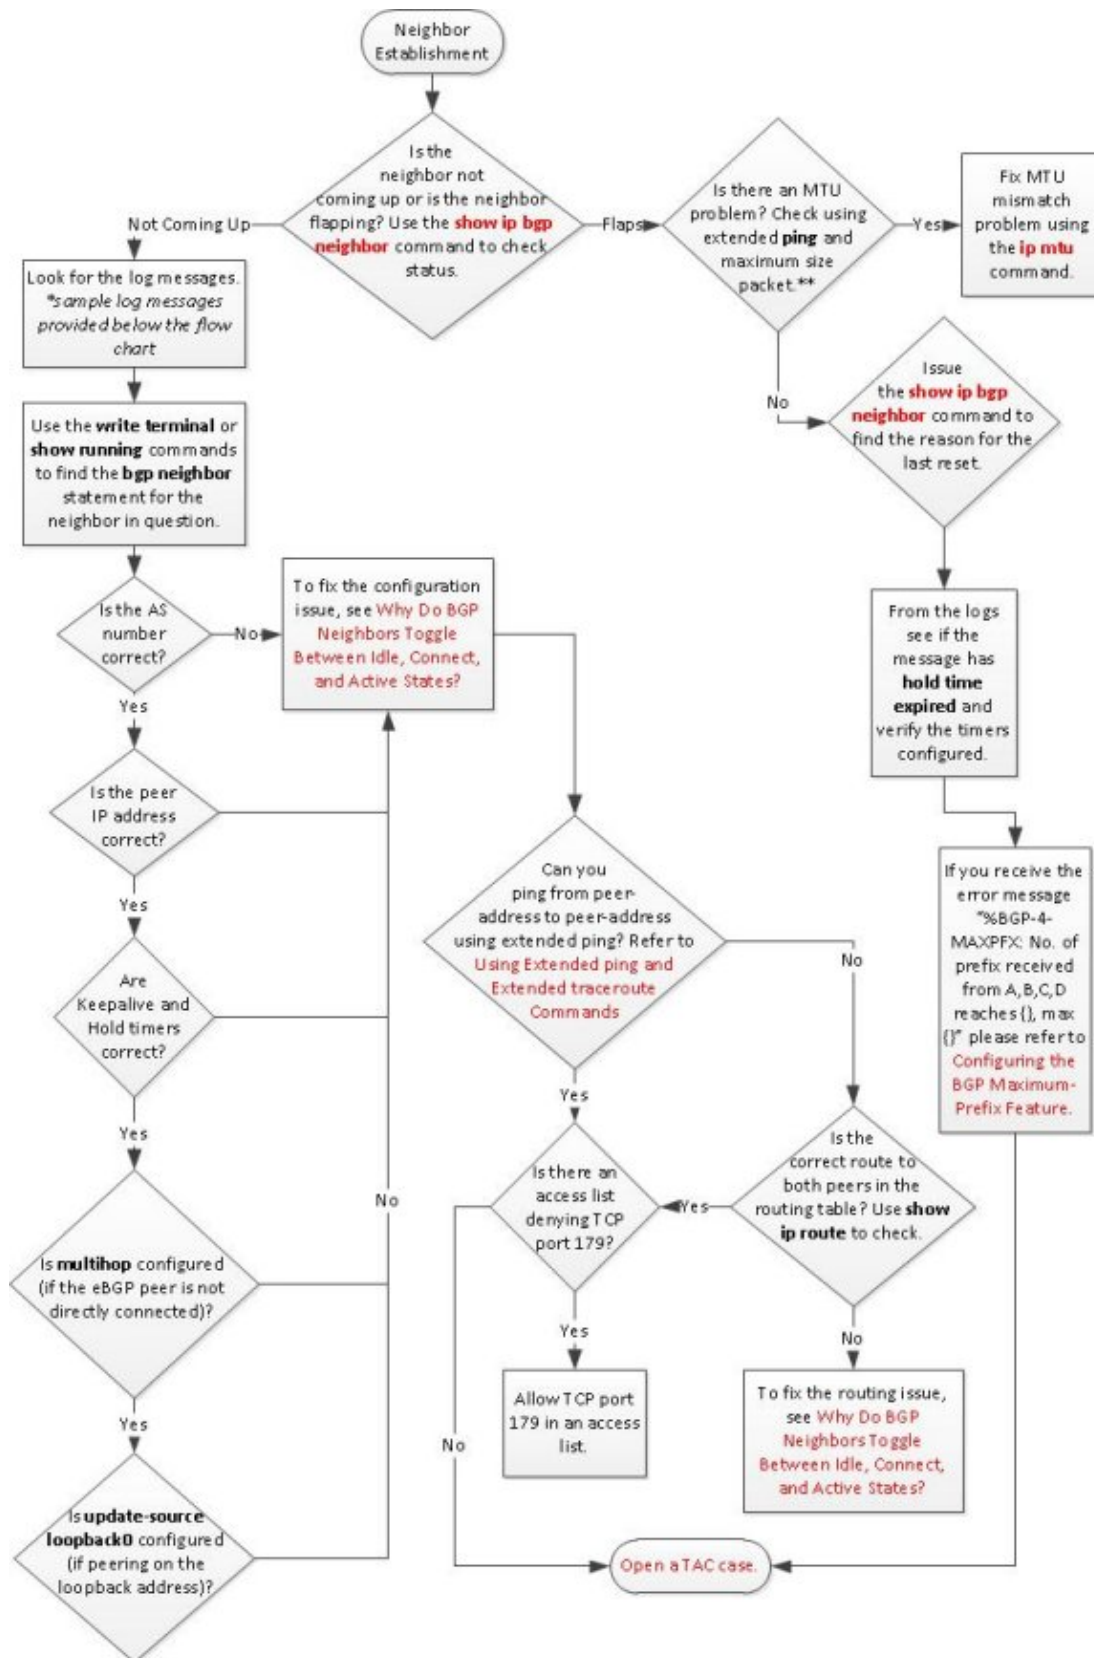 Neighbor
Establishment
Is the
neighbor not
coming up or is the neighbor
flapping? Use the show ip bgp
neighbor command to check
status.
Not Coming Up
Flaps
Is there an MTU
problem? Check using
extended ping and
maximum size
packet.**
Yes
Fix MTU
mismatch
problem using
the ip mtu
command.
Look for the log messages.
*sample log messages
provided below the flow
chart
No
Issue
the show ip bgp
neighbor command to
find the reason for the
last reset.
Use the write terminal or
show running commands
to find the bgp neighbor
statement for the
neighbor in question.
Is the AS
number
correct?
No
To fix the configuration
issue, see Why Do BGP
Neighbors Toggle
Between Idle, Connect,
and Active States?
From the logs
see if the
message has
hold time
expired and
verify the timers
configured.
Yes
Is the peer
IP address
correct?
Yes
Can you
ping from peer-
address to peer-address
using extended ping? Refer to
Using Extended ping and
Extended traceroute
Commands
No
If you receive the
error message
"%BGP-4-
MAXPFX: No. of
prefix received
from A,B,C,D
reaches {}, max
{}" please refer to
Configuring the
BGP Maximum-
Prefix Feature.
Are
Keepalive and
Hold timers
correct?
Yes
Yes
Is there an
access list
denying TCP
port 179?
Yes
Is the
correct route to
both peers in the
routing table? Use show
ip route to check.
No
Is multihop configured
(if the eBGP peer is not
directly connected)?
Yes
No
Yes
Allow TCP port
179 in an access
list.
To fix the routing issue,
see Why Do BGP
Neighbors Toggle
Between Idle, Connect,
and Active States?
No
Is update-source
loopback0 configured
(if peering on the
loopback address)?
Open a TAC case.